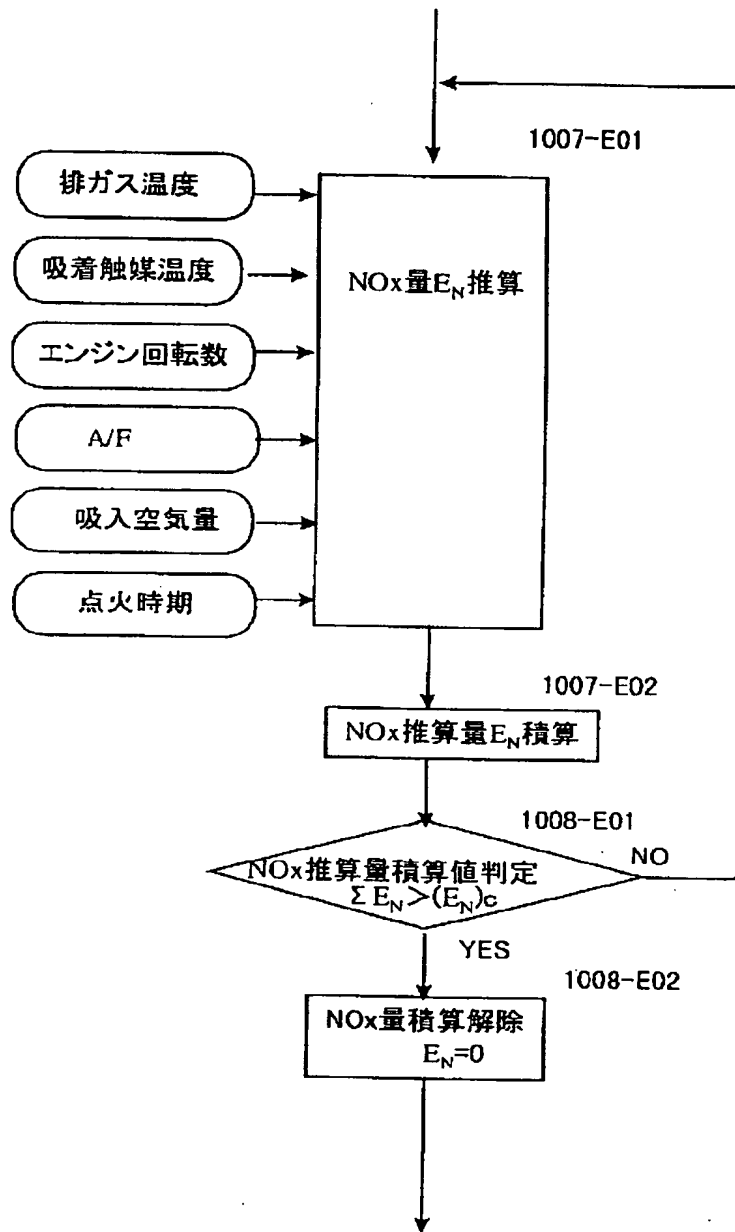 1007-E01
排ガス温度
吸着触媒温度
エンジン回転数
A/F
吸入空気量
点火時期
NOx量E_N推算
1007-E02
NOx推算量E_N積算
1008-E01
NOx推算量積算値判定
Σ E_N>(E_N)c
NO
YES
1008-E02
NOx量積算解除
E_N=0